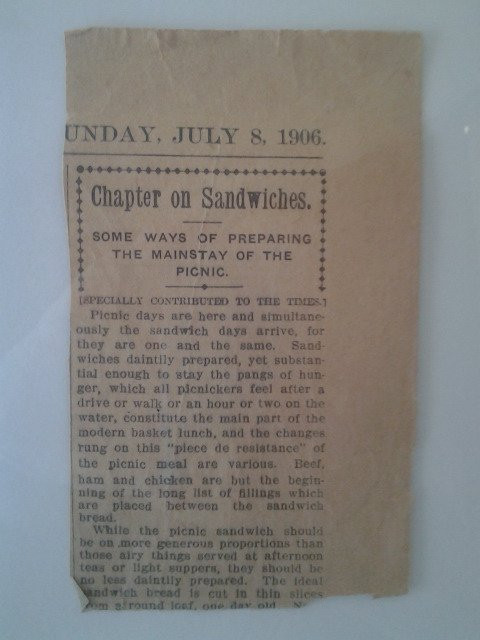 UNDAY, JULY 8, 1906.
Chapter on Sandwiches.
SOME WAYS OF PREPARING
THE MAINSTAY OF THE
PICNIC.
[SPECIALLY CONTRIBUTED TO THE TIMES.]
Picnic days are here and simultane-
ously the sandwich days arrive, for
they are one and the same. Sand-
wiches daintily prepared, yet substan-
tial enough to stay the pangs of hun-
ger, which all picnickers feel after a
drive or walk or an hour or two on the
water, constitute the main part of the
modern basket lunch, and the changes
rung on this "piece de resistance" of
the picnic meal are various. Beef,
ham and chicken are but the begin-
ning of the long list of fillings which
are placed between the sandwich
bread.
While the picnic sandwich should
be on more generous proportions than
those airy things served at afternoon
teas or light suppers, they should be
no less daintily prepared. The ideal
sandwich bread is cut in thin slices
from around loaf, one day old.